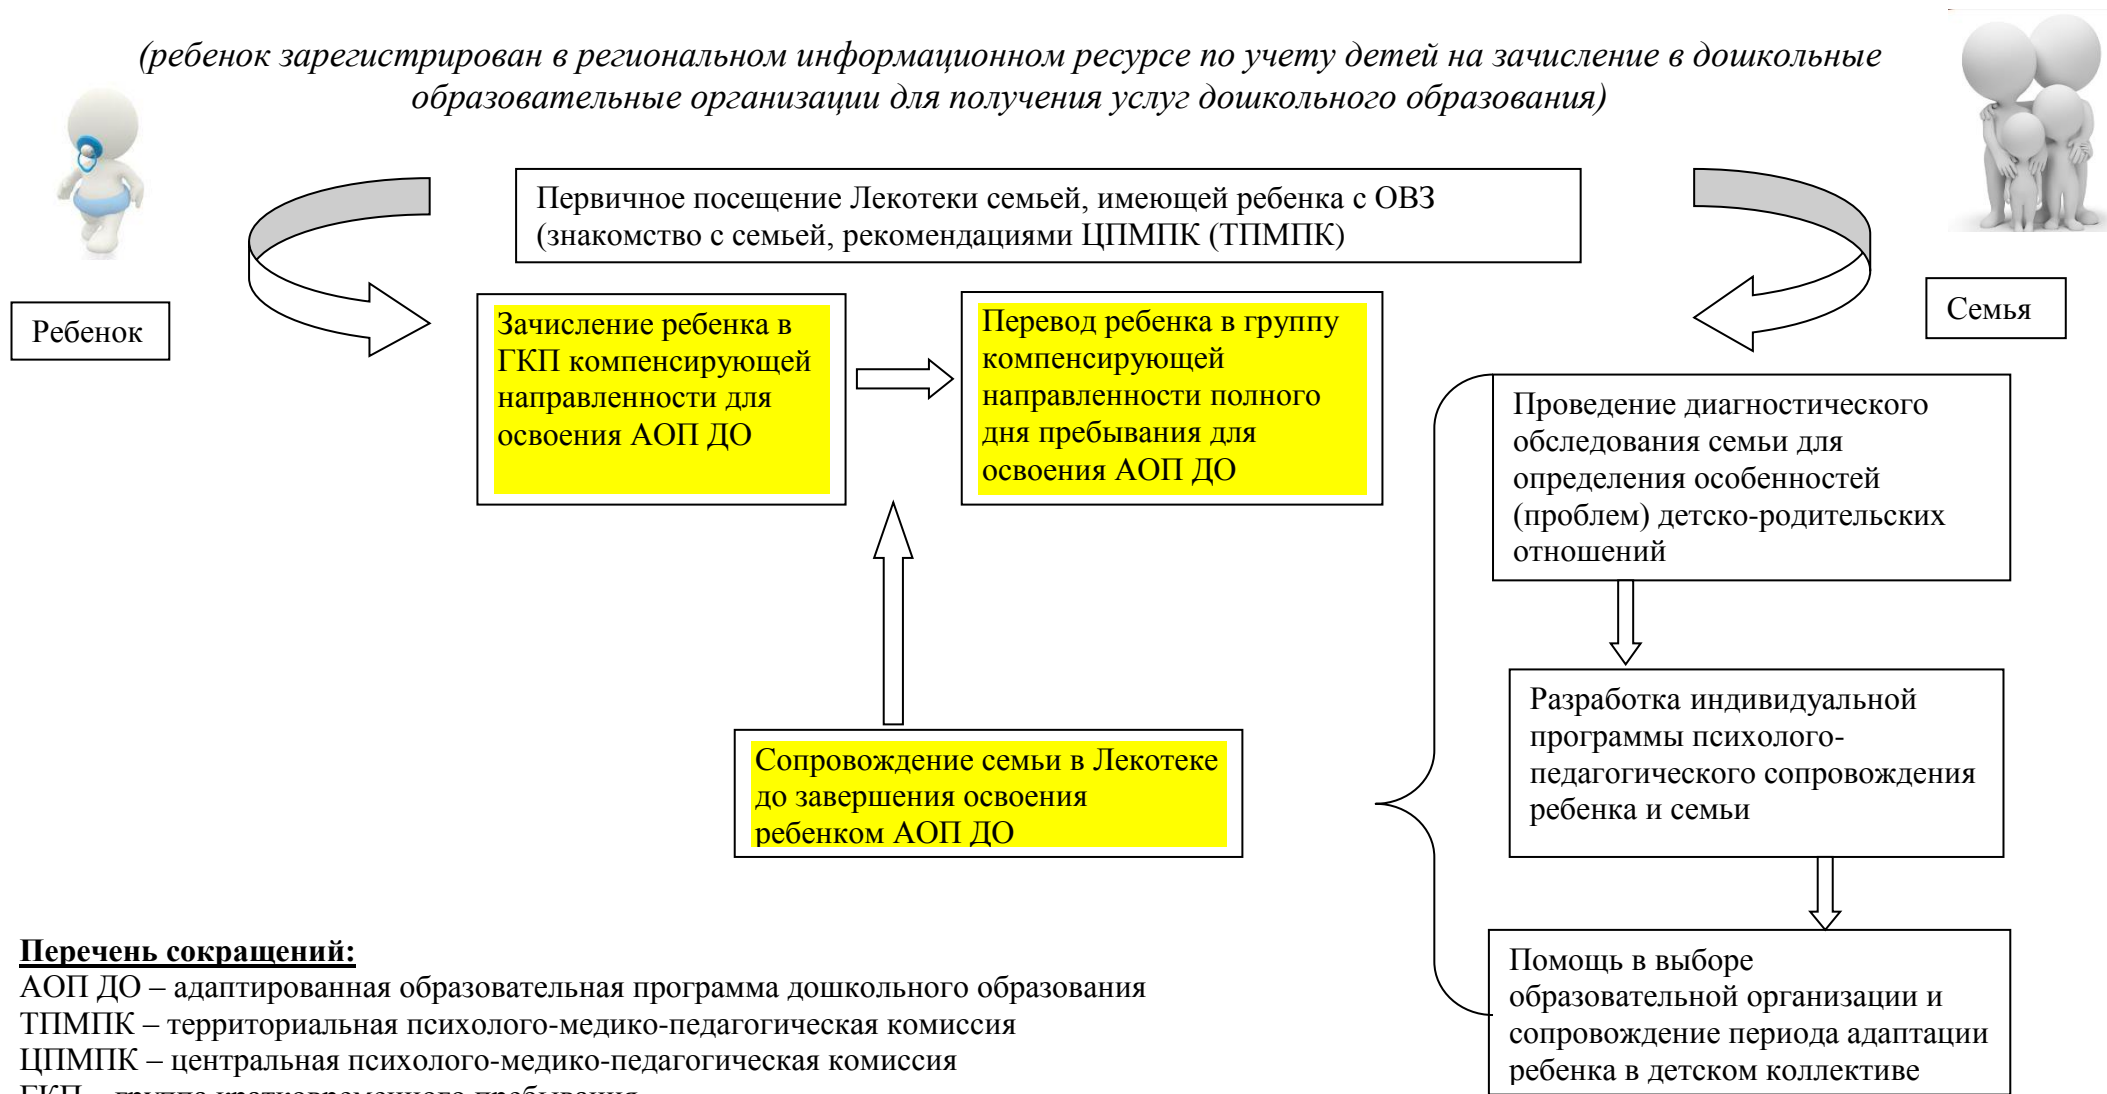 (ребенок зарегистрирован в региональном информационном ресурсе по учету детей на зачисление в дошкольные
образовательные организации для получения услуг дошкольного образования)
Первичное посещение Лекотеки семьей, имеющей ребенка с ОВЗ
(знакомство с семьей, рекомендациями ЦПМПК (ТПМПК)
Ребенок
Семья
Зачисление ребенка в
ГКП компенсирующей
направленности для
освоения АОП ДО
Перевод ребенка в группу
компенсирующей
направленности полного
дня пребывания для
освоения АОП ДО
Проведение диагностического
обследования семьи для
определения особенностей
(проблем) детско-родительских
отношений
Разработка индивидуальной
программы психолого-
педагогического сопровождения
ребенка и семьи
Сопровождение семьи в Лекотеке
до завершения освоения
ребенком АОП ДО
Помощь в выборе
образовательной организации и
сопровождение периода адаптации
ребенка в детском коллективе
Перечень сокращений:
АОП ДО – адаптированная образовательная программа дошкольного образования
ТПМПК – территориальная психолого-медико-педагогическая комиссия
ЦПМПК – центральная психолого-медико-педагогическая комиссия
ГКП – группа кратковременного пребывания